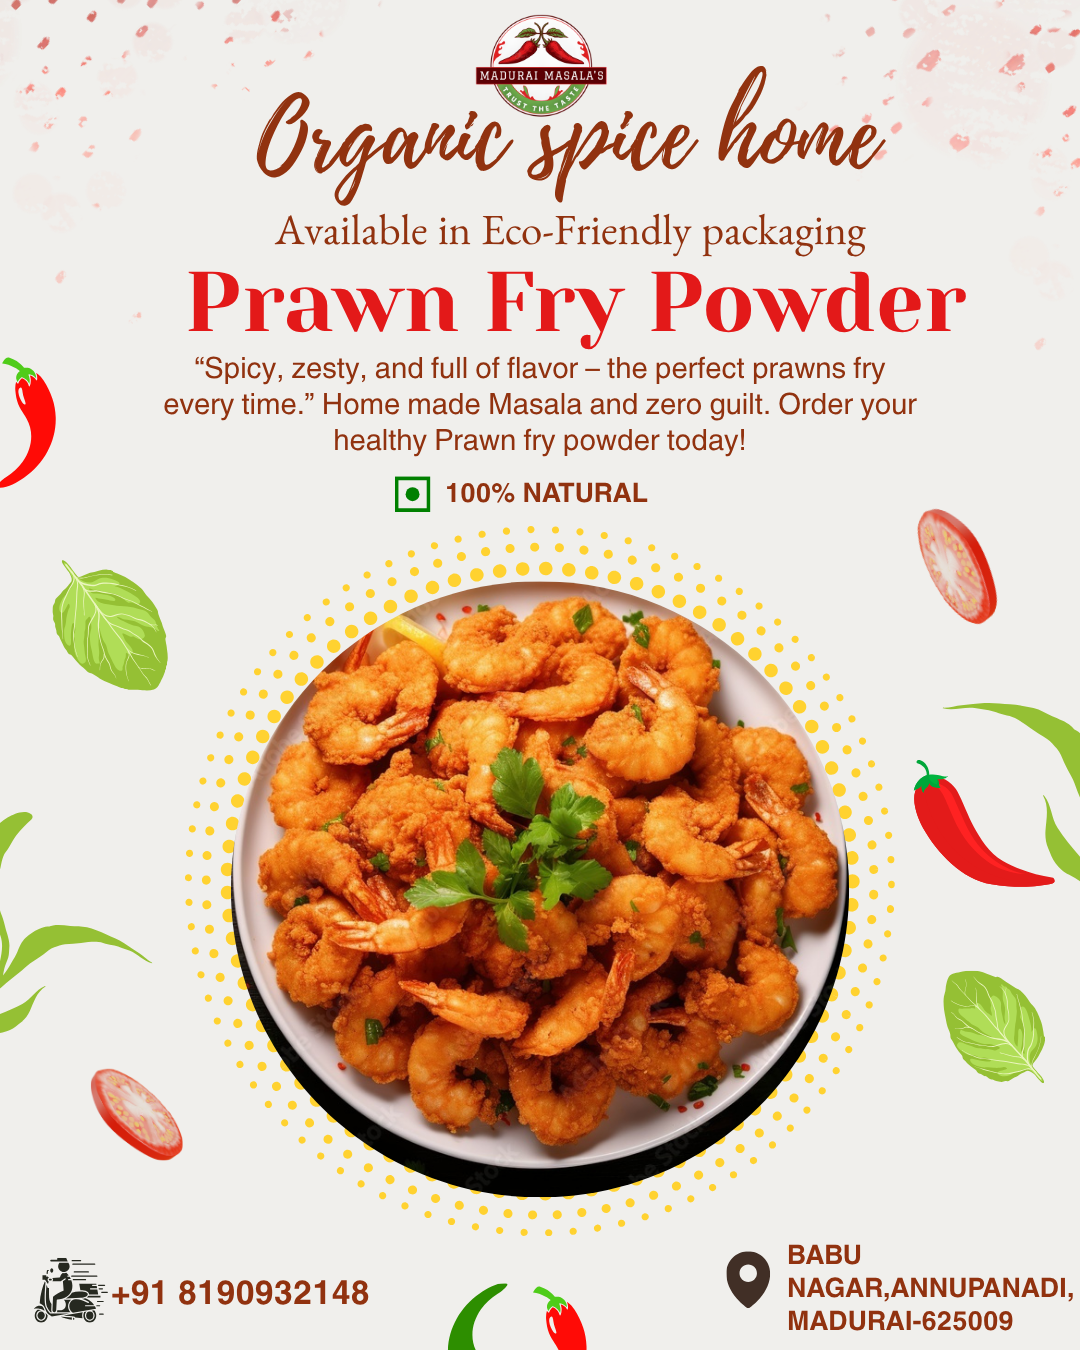 MADURAI MASALA'S
TRUST THE TASTE
Organic spice home
Available in Eco-Friendly packaging
Prawn Fry Powder
“Spicy, zesty, and full of flavor – the perfect prawns fry
every time.” Home made Masala and zero guilt. Order your
healthy Prawn fry powder today!
100% NATURAL
+91 8190932148
BABU
NAGAR,ANNUPANADI,
MADURAI-625009